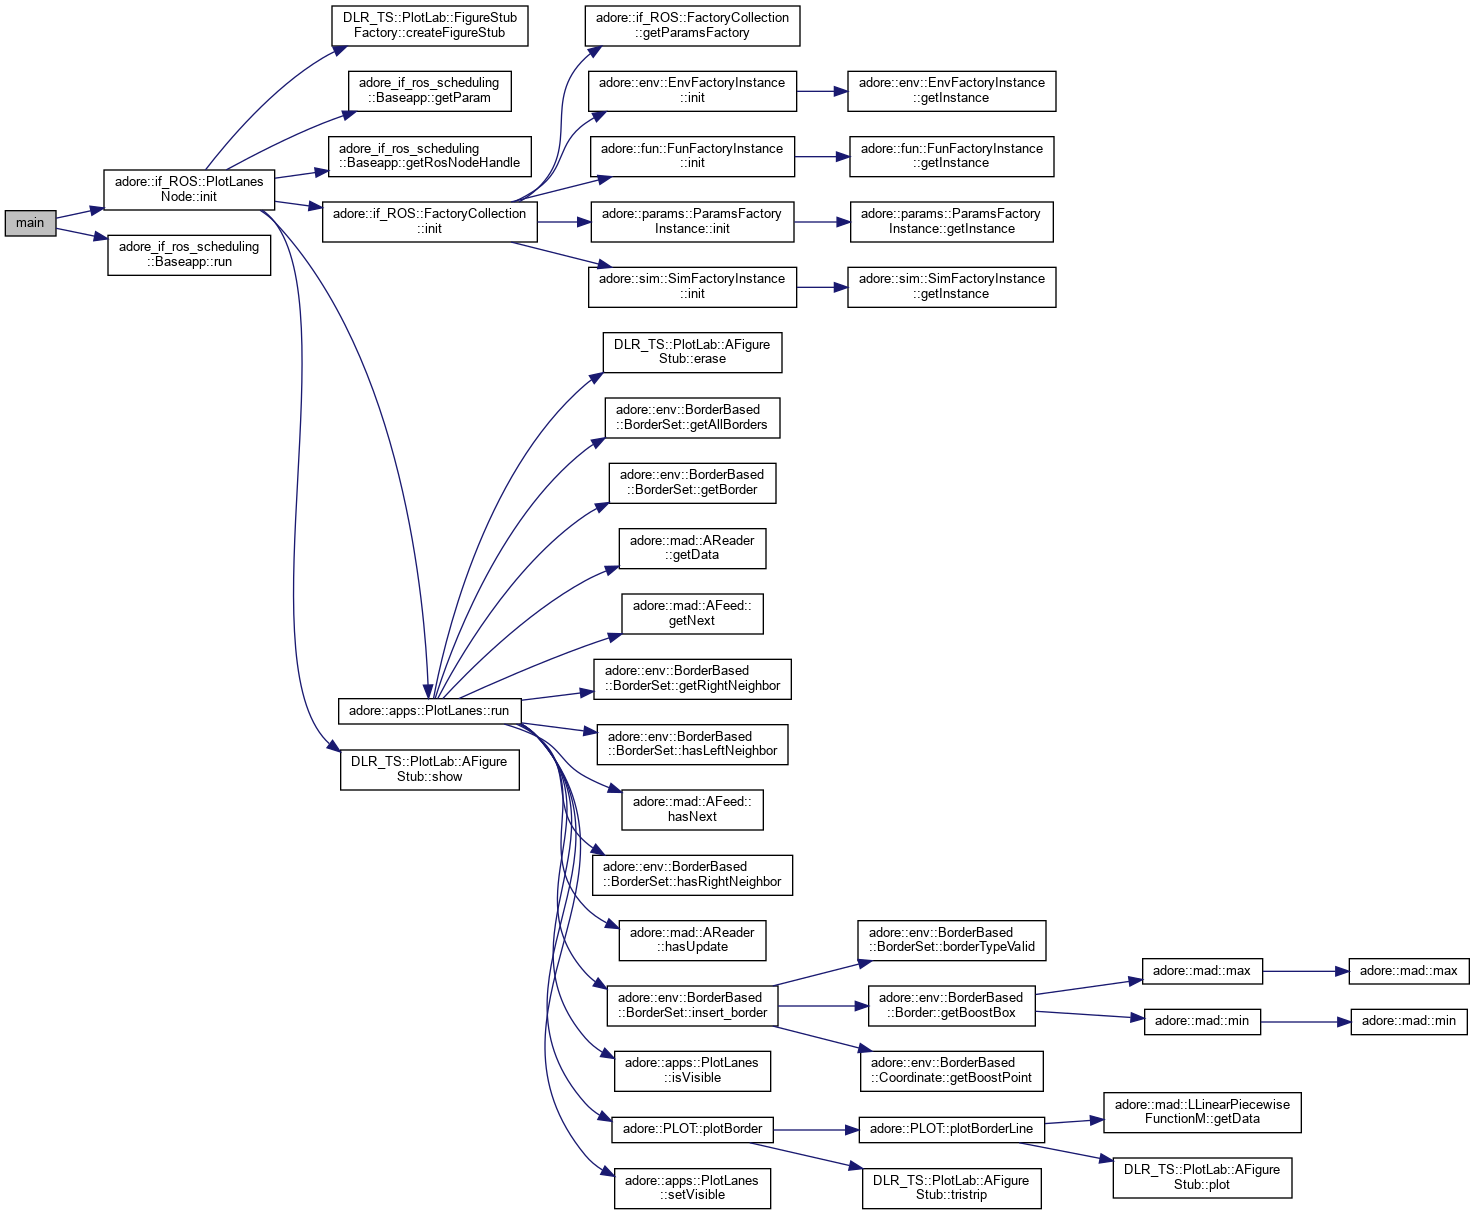 main
adore::if_ROS::PlotLanes
Node::init
adore_if_ros_scheduling
::Baseapp::run
DLR_TS::PlotLab::FigureStub
Factory::createFigureStub
adore_if_ros_scheduling
::Baseapp::getParam
adore_if_ros_scheduling
::Baseapp::getRosNodeHandle
adore::if_ROS::FactoryCollection
::init
adore::apps::PlotLanes::run
DLR_TS::PlotLab::AFigure
Stub::show
adore::if_ROS::FactoryCollection
::getParamsFactory
adore::env::EnvFactoryInstance
::init
adore::fun::FunFactoryInstance
::init
adore::params::ParamsFactory
Instance::init
adore::sim::SimFactoryInstance
::init
adore::env::EnvFactoryInstance
::getInstance
adore::fun::FunFactoryInstance
::getInstance
adore::params::ParamsFactory
Instance::getInstance
adore::sim::SimFactoryInstance
::getInstance
DLR_TS::PlotLab::AFigure
Stub::erase
adore::env::BorderBased
::BorderSet::getAllBorders
adore::env::BorderBased
::BorderSet::getBorder
adore::mad::AReader
::getData
adore::mad::AFeed::
getNext
adore::env::BorderBased
::BorderSet::getRightNeighbor
adore::env::BorderBased
::BorderSet::hasLeftNeighbor
adore::mad::AFeed::
hasNext
adore::env::BorderBased
::BorderSet::hasRightNeighbor
adore::mad::AReader
::hasUpdate
adore::env::BorderBased
::BorderSet::insert_border
adore::apps::PlotLanes
::isVisible
adore::PLOT::plotBorder
adore::apps::PlotLanes
::setVisible
adore::env::BorderBased
::BorderSet::borderTypeValid
adore::env::BorderBased
::Border::getBoostBox
adore::env::BorderBased
::Coordinate::getBoostPoint
adore::PLOT::plotBorderLine
DLR_TS::PlotLab::AFigure
Stub::tristrip
adore::mad::max
adore::mad::min
adore::mad::max
adore::mad::min
adore::mad::LLinearPiecewise
FunctionM::getData
DLR_TS::PlotLab::AFigure
Stub::plot